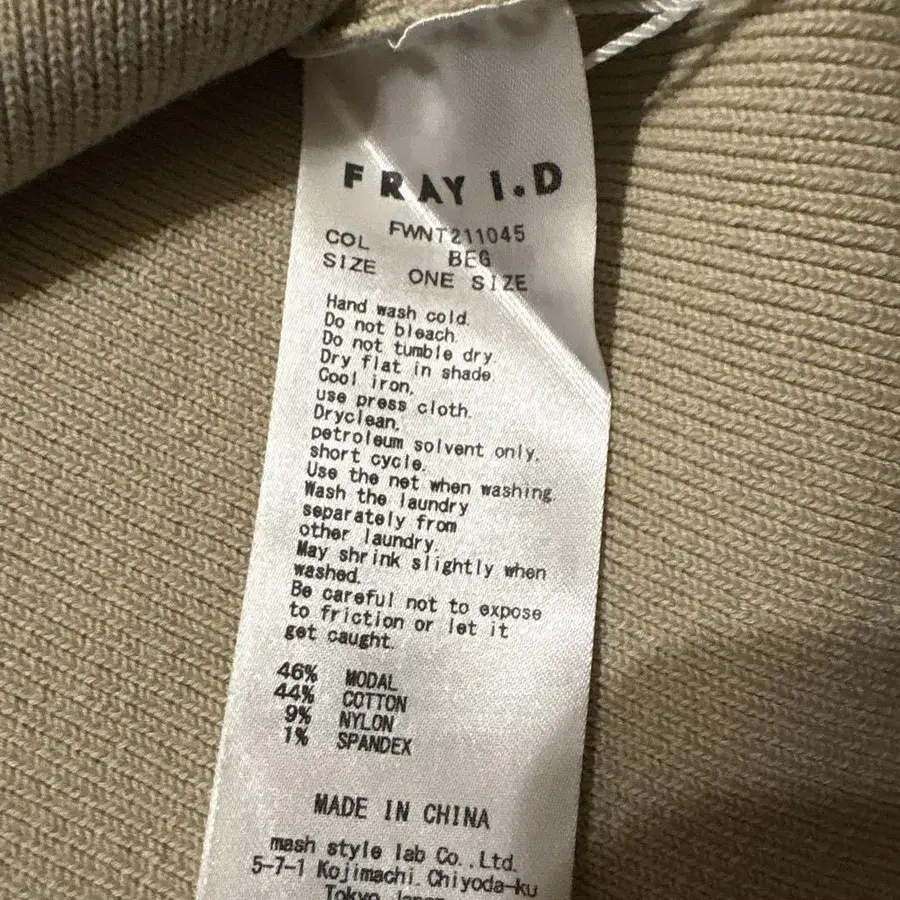 FRAY I.D
FWNT211045
COL BEG
SIZE ONE SIZE
Hand wash cold.
Do not bleach.
Do not tumble dry.
Dry flat in shade.
Cool iron,
use press cloth.
Dryclean,
petroleum solvent only,
short cycle.
Use the net when washing.
Wash the laundry
separately from
other laundry.
May shrink slightly when
washed.
Be careful not to expose
to friction or let it
get caught.
46% MODAL
44% COTTON
9% NYLON
1% SPANDEX
MADE IN CHINA
mash style lab Co.,Ltd.
5-7-1 Kojimachi, Chiyoda-ku
Tokyo Japan